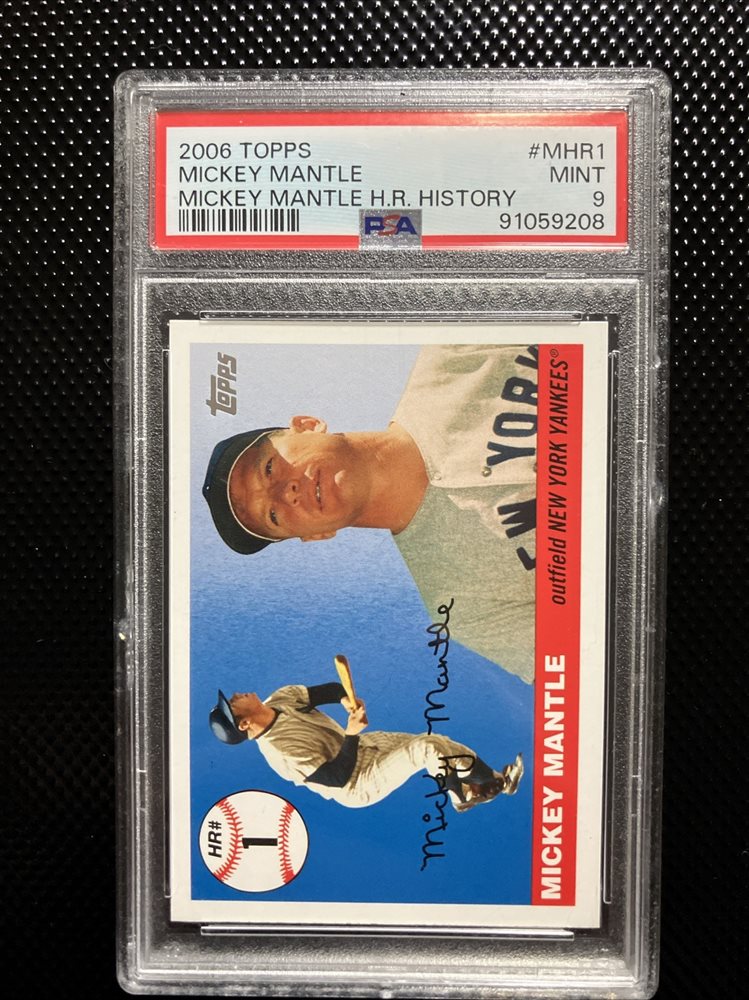 2006 TOPPS #MHR1
MICKEY MANTLE MINT
MICKEY MANTLE H.R. HISTORY 9
PSA 91059208
Topps
NEW YORK
outfield NEW YORK YANKEES®
Mickey Mantle
HR#
1
MICKEY MANTLE